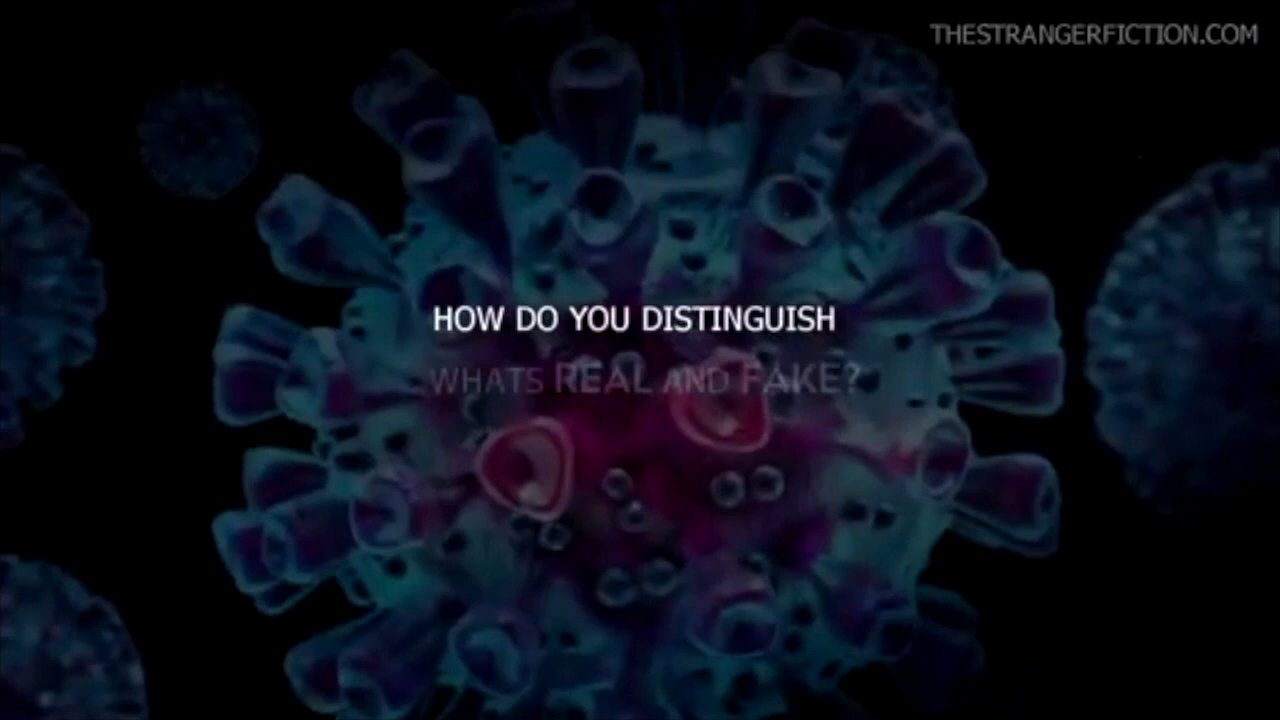 THESTRANGERFICTION.COM
HOW DO YOU DISTINGUISH
WHATS REAL AND FAKE?